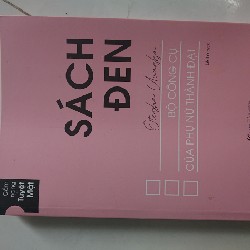 SÁCH
ĐEN
BỘ CÔNG CỤ
CỦA PHỤ NỮ THÀNH ĐẠT
Cẩm nang
Tuyệt
Mật